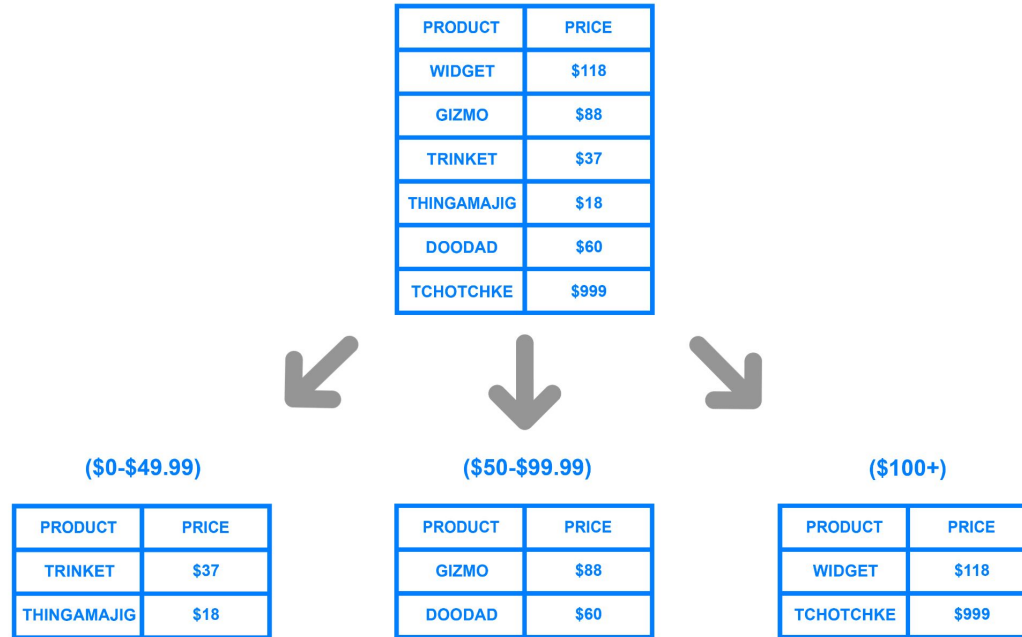 PRODUCT PRICE
WIDGET $118
GIZMO $88
TRINKET $37
THINGAMAJIG $18
DOODAD $60
TCHOTCHKE $999
($0-$49.99)
PRODUCT PRICE
TRINKET $37
THINGAMAJIG $18
($50-$99.99)
PRODUCT PRICE
GIZMO $88
DOODAD $60
($100+)
PRODUCT PRICE
WIDGET $118
TCHOTCHKE $999